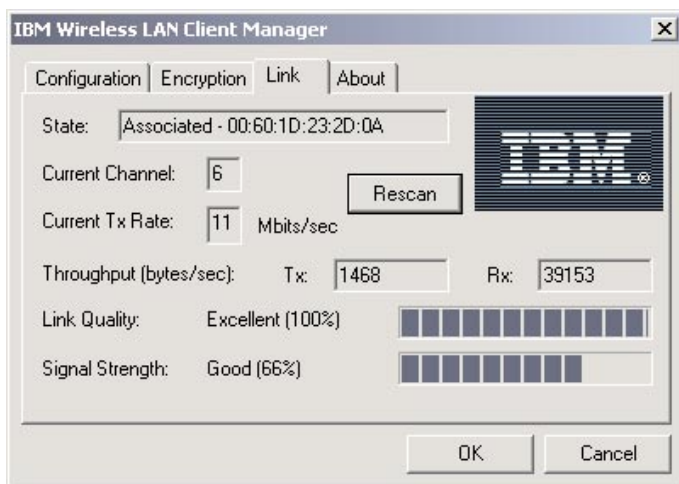 IBM Wireless LAN Client Manager
Configuration Encryption Link About
State: Associated - 00:60:1D:23:2D:0A
IBM®
Current Channel: 6
Rescan
Current Tx Rate: 11 Mbits/sec
Throughput (bytes/sec): Tx: 1468 Rx: 39153
Link Quality: Excellent (100%)
Signal Strength: Good (66%)
OK Cancel